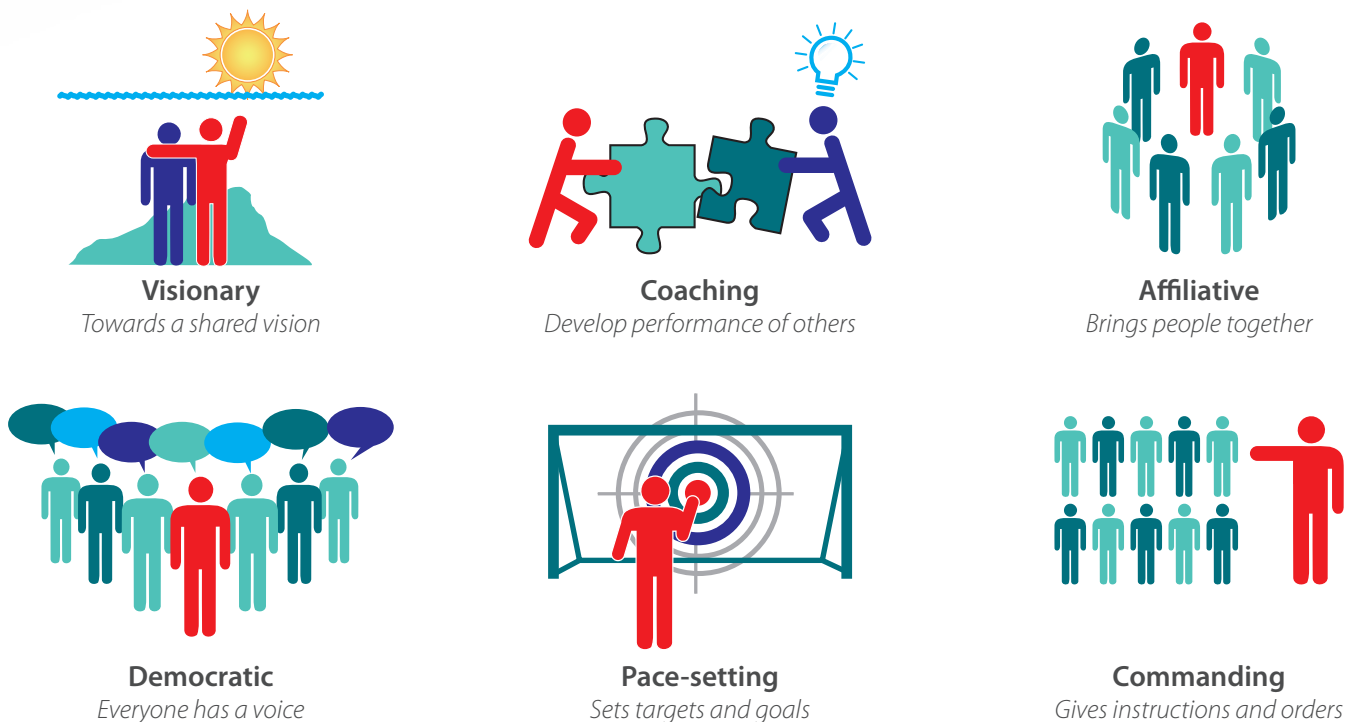 Visionary
Towards a shared vision
Coaching
Develop performance of others
Affiliative
Brings people together
Democratic
Everyone has a voice
Pace-setting
Sets targets and goals
Commanding
Gives instructions and orders